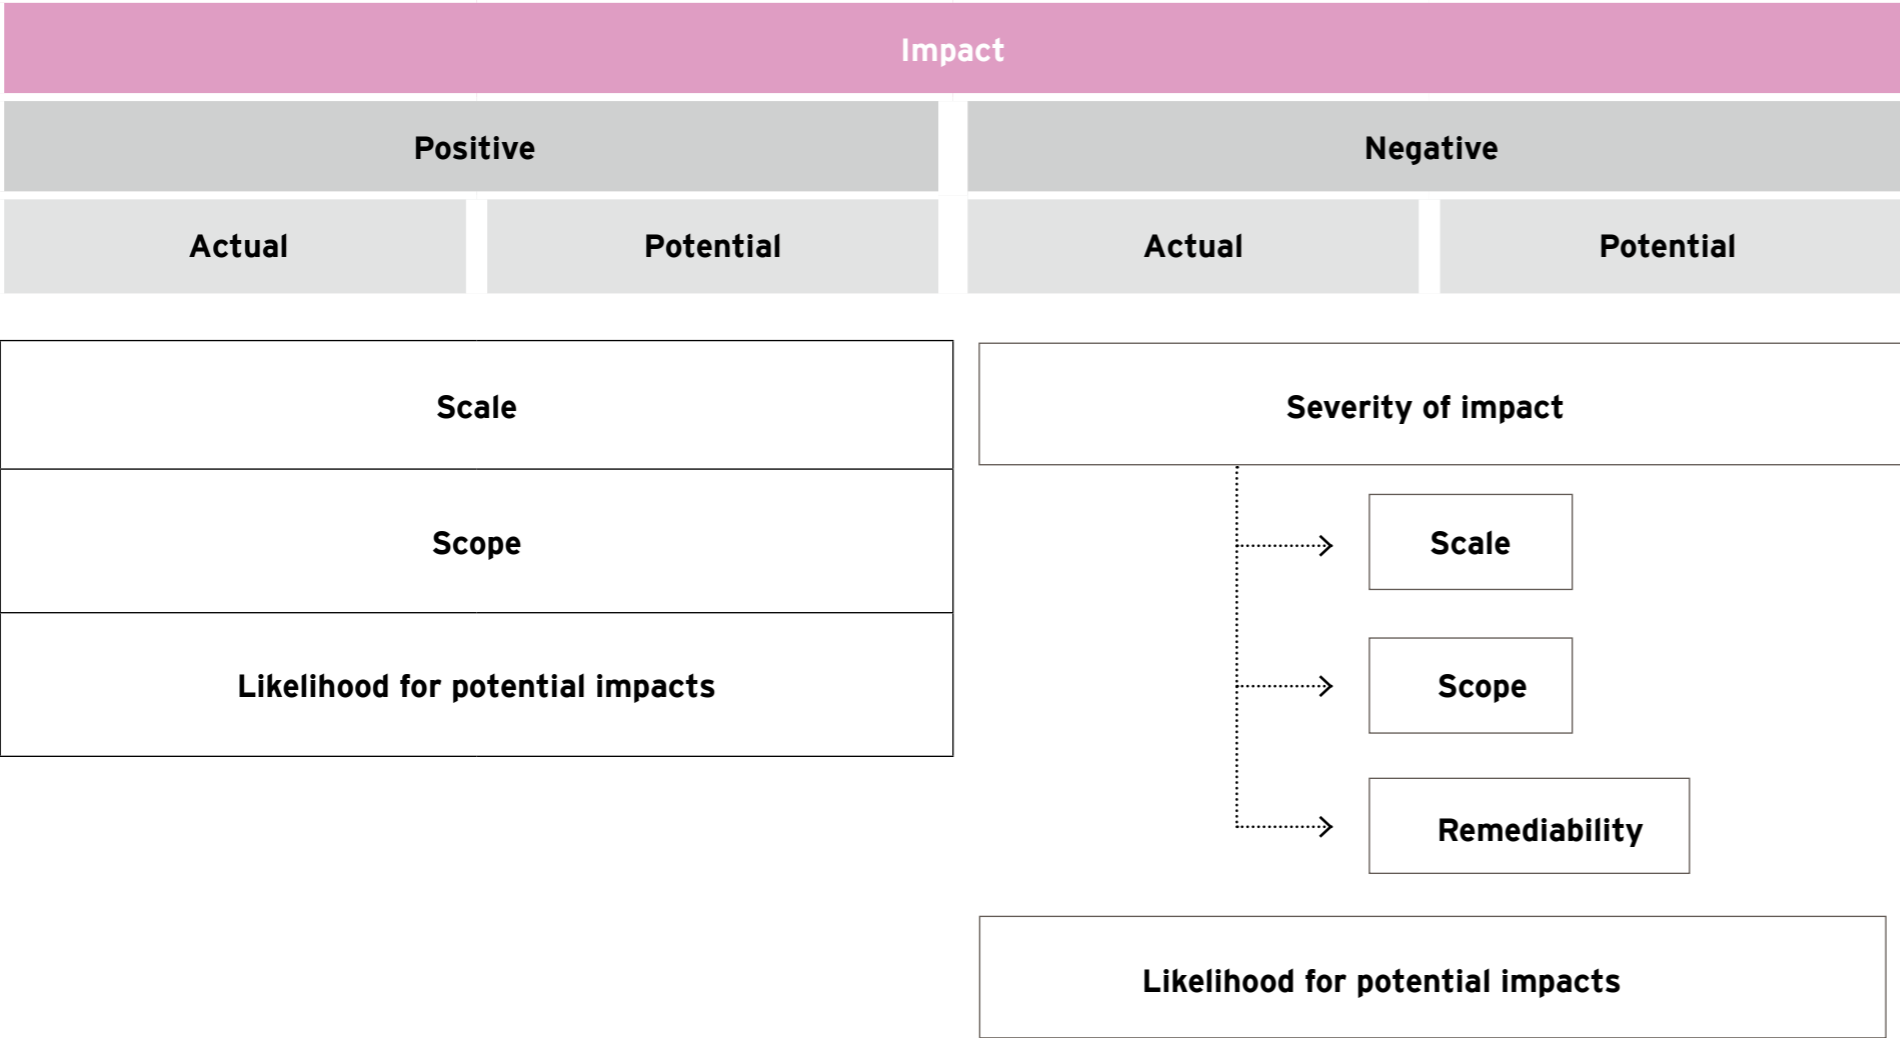 Impact
Positive
Negative
Actual
Potential
Actual
Potential
Scale
Scope
Likelihood for potential impacts
Severity of impact
Scale
Scope
Remediability
Likelihood for potential impacts